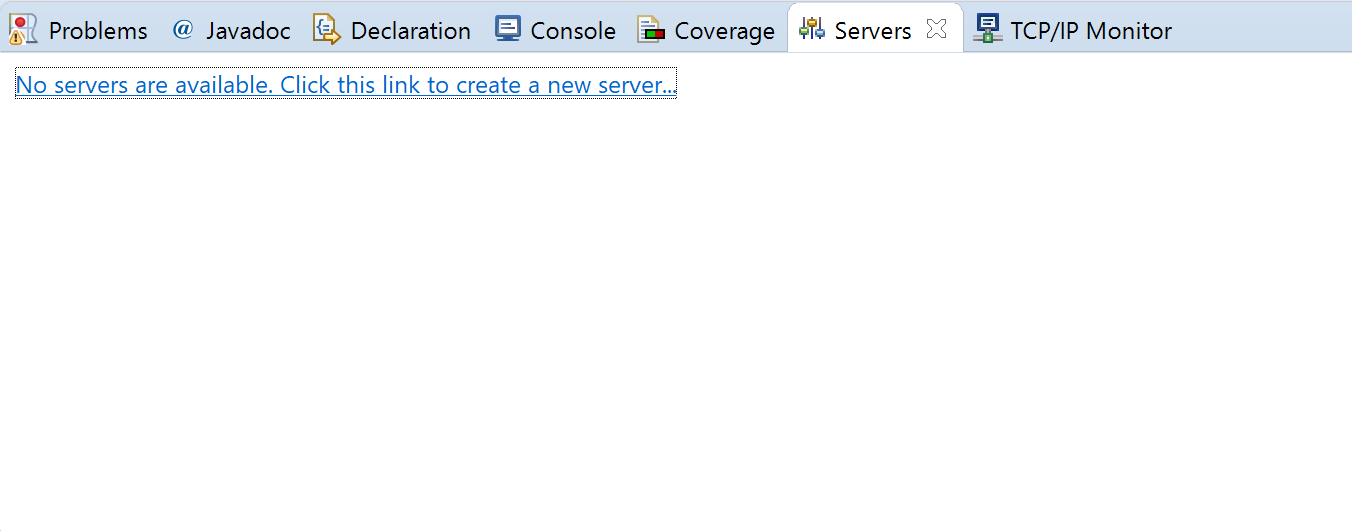 Problems @ Javadoc Declaration Console Coverage Servers TCP/IP Monitor
No servers are available. Click this link to create a new server...